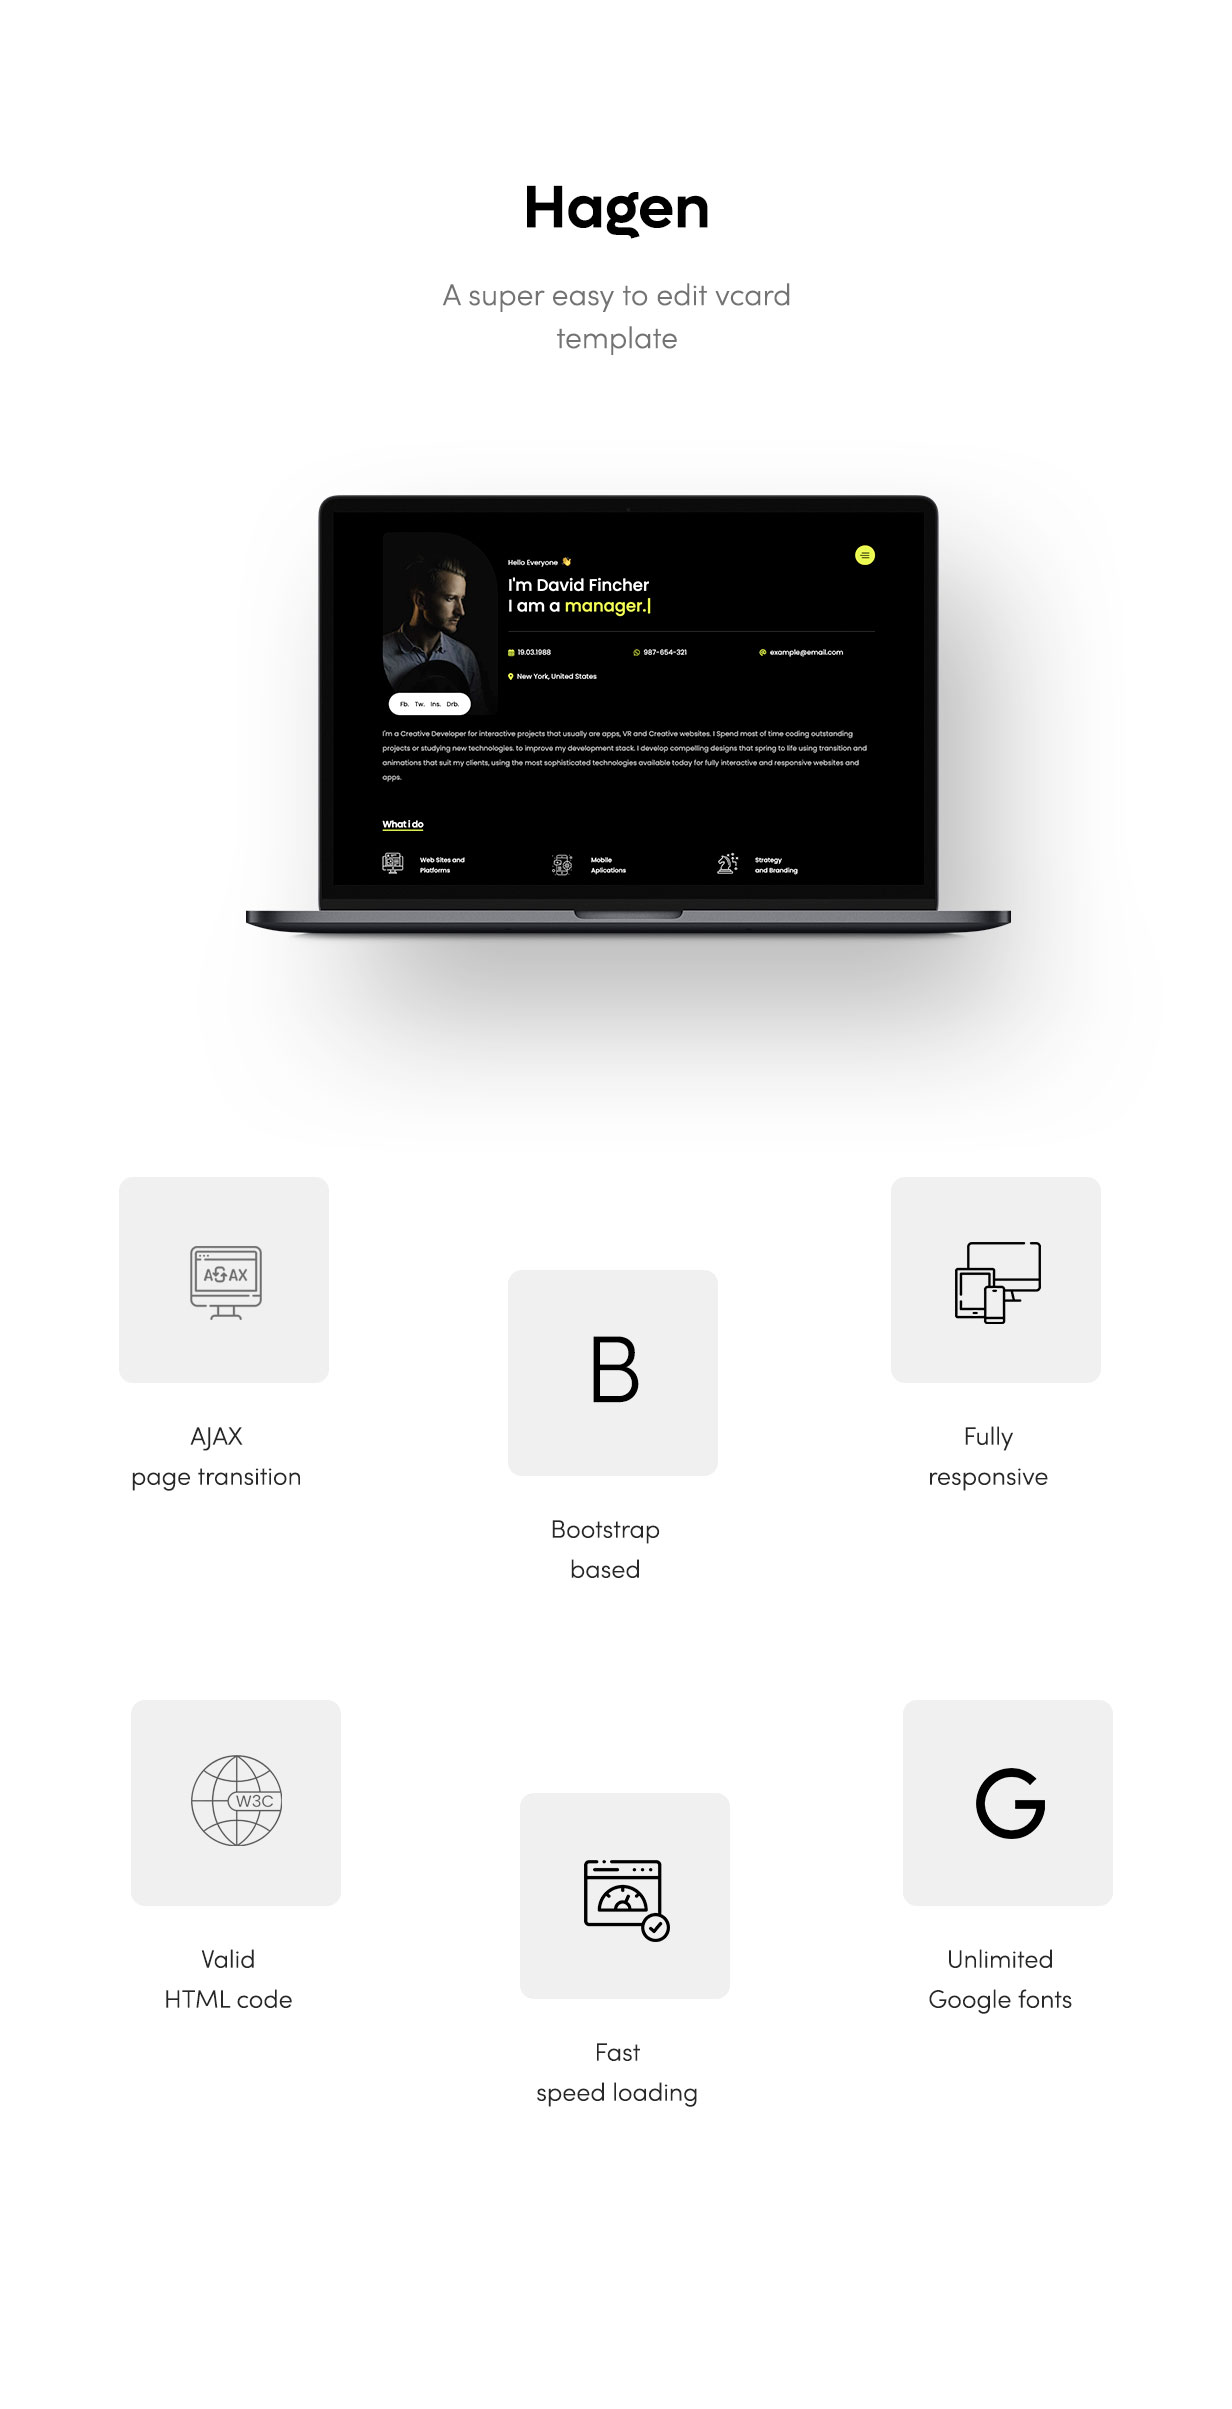 Hagen
A super easy to edit vcard
template
Hello Everyone 👋
I'm David Fincher
I am a manager.|
19.03.1988
987-654-321
example@email.com
New York, United States
Fb. Tw. Ins. Drb.
I'm a Creative Developer for interactive projects that usually are apps, VR and Creative websites. I Spend most of time coding outstanding
projects or studying new technologies. to improve my development stack. I develop compelling designs that spring to life using transition and
animations that suit my clients, using the most sophisticated technologies available today for fully interactive and responsive websites and
apps.
What i do
Web Sites and
Platforms
Mobile
Aplications
Strategy
and Branding
AJAX
AJAX
page transition
B
Bootstrap
based
Fully
responsive
W3C
Valid
HTML code
Fast
speed loading
G
Unlimited
Google fonts